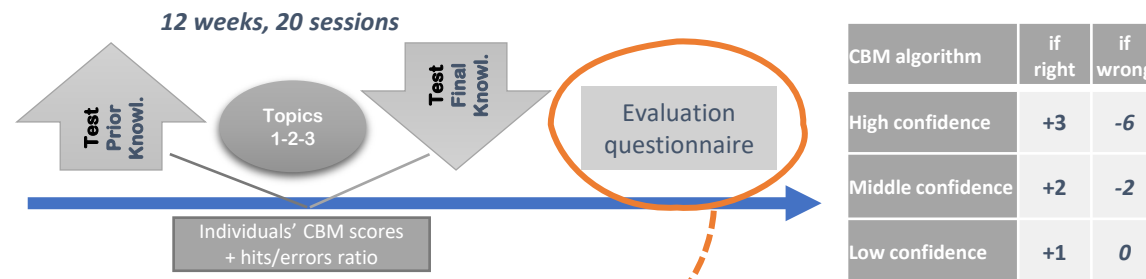 12 weeks, 20 sessions
Test
Prior
Knowl.
Topics
1-2-3
Test
Final
Knowl.
Evaluation
questionnaire
Individuals' CBM scores
+ hits/errors ratio
CBM algorithm
if
right
if
wrong
High confidence
+3
-6
Middle confidence
+2
-2
Low confidence
+1
0